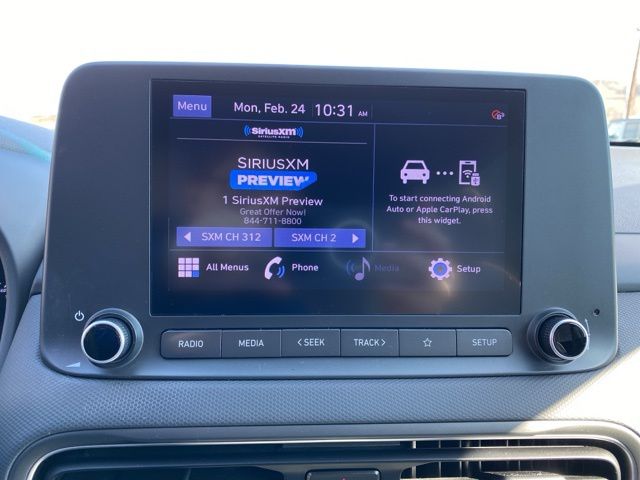 Menu
Mon, Feb. 24 10:31 AM
SiriusXM
SATELLITE RADIO
SIRIUSXM
PREVIEW
1 SiriusXM Preview
Great Offer Now!
844-711-8800
SXM CH 312
SXM CH 2
To start connecting Android
Auto or Apple CarPlay, press
this widget.
All Menus
Phone
Media
Setup
RADIO
MEDIA
< SEEK
TRACK >
SETUP